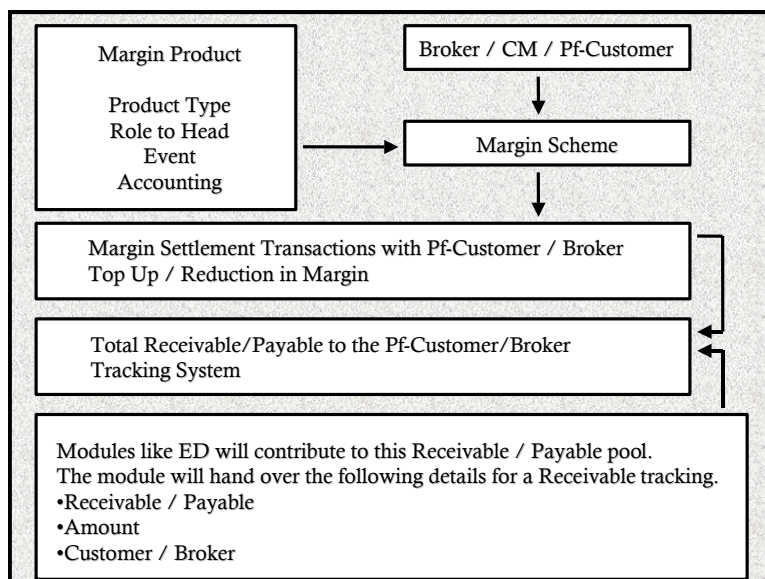 Margin Product
Product Type
Role to Head
Event
Accounting
Broker / CM / Pf-Customer
Margin Scheme
Margin Settlement Transactions with Pf-Customer / Broker
Top Up / Reduction in Margin
Total Receivable/Payable to the Pf-Customer/Broker
Tracking System
Modules like ED will contribute to this Receivable / Payable pool.
The module will hand over the following details for a Receivable tracking.
•Receivable / Payable
•Amount
•Customer / Broker